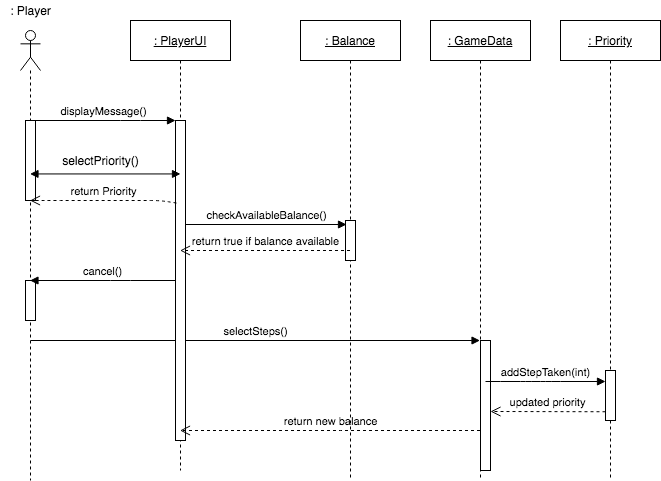 : Player
: PlayerUI
: Balance
: GameData
: Priority
displayMessage()
selectPriority()
return Priority
checkAvailableBalance()
return true if balance available
cancel()
selectSteps()
addStepTaken(int)
updated priority
return new balance